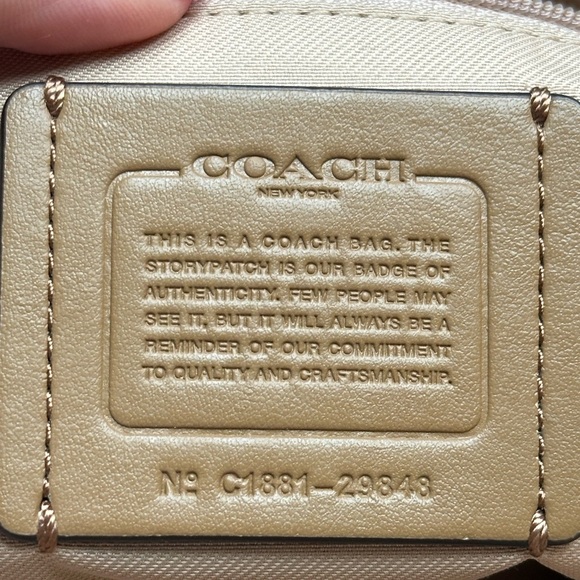 COACH
NEW YORK
THIS IS A COACH BAG. THE
STORYPATCH IS OUR BADGE OF
AUTHENTICITY. FEW PEOPLE MAY
SEE IT, BUT IT WILL ALWAYS BE A
REMINDER OF OUR COMMITMENT
TO QUALITY AND CRAFTSMANSHIP.
Nº C1881-29848